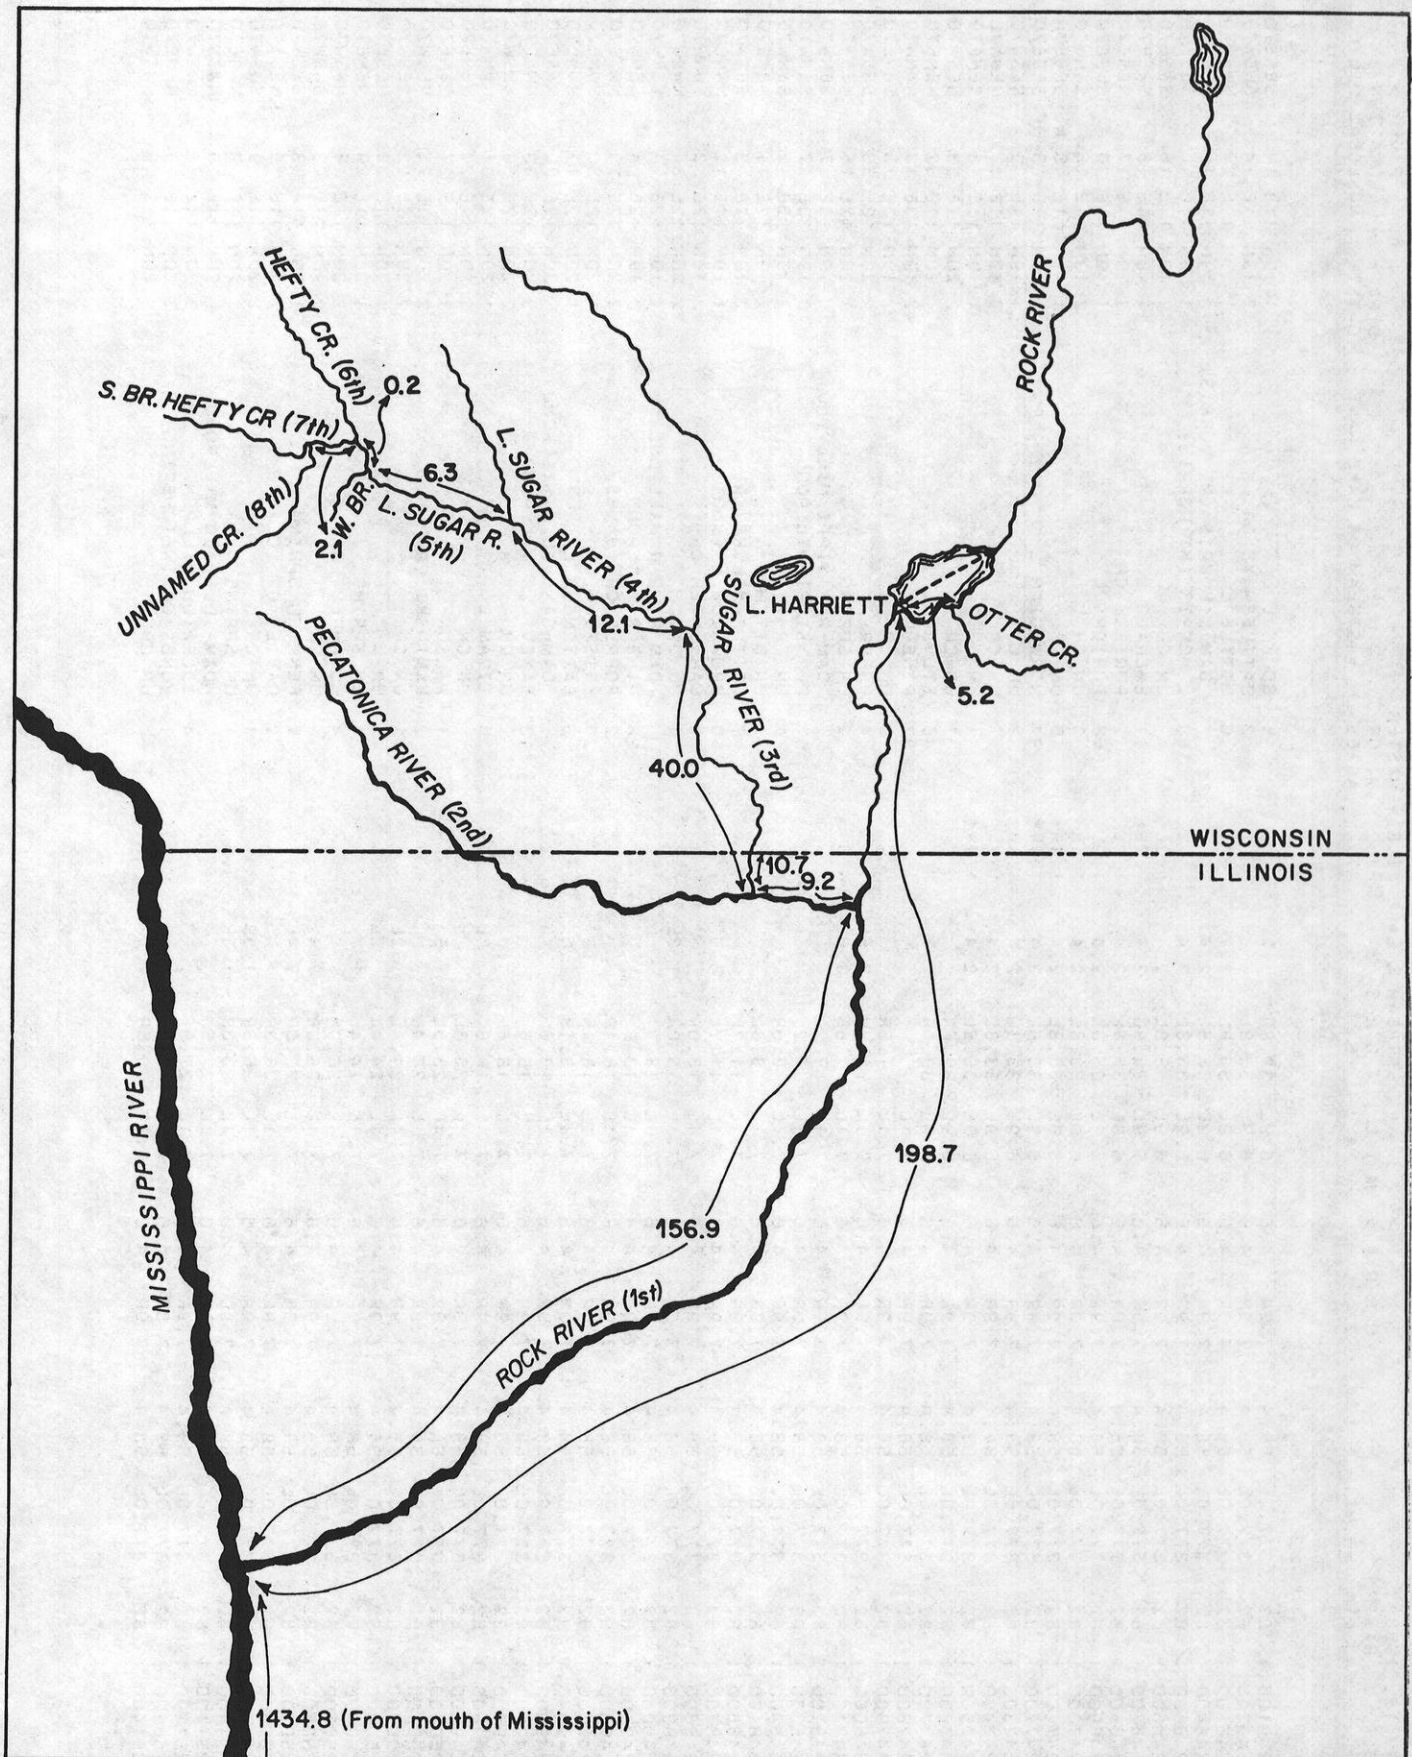 HEFTY CR. (6th)
ROCK RIVER
S. BR. HEFTY CR (7th)
0.2
L. SUGAR RIVER (4th)
6.3
UNNAMED CR. (8th)
2.1
W. BR.
L. SUGAR R.
(5th)
PECATONICA RIVER (2nd)
12.1
SUGAR RIVER (3rd)
L. HARRIETT
OTTER CR.
5.2
40.0
WISCONSIN
ILLINOIS
10.7
9.2
MISSISSIPPI RIVER
198.7
156.9
ROCK RIVER (1st)
1434.8 (From mouth of Mississippi)